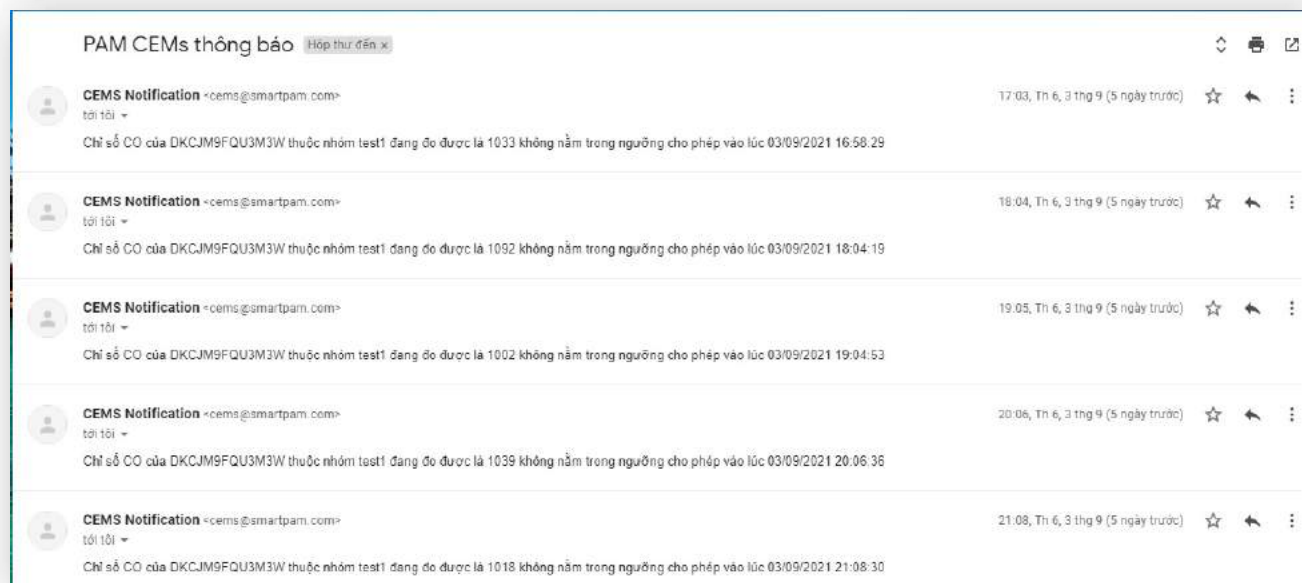 PAM CEMs thông báo Hộp thư đến ×
CEMS Notification <cems@smartpam.com> 17:03, Th 6, 3 thg 9 (5 ngày trước)
tới tôi
Chỉ số CO của DKCJM9FQU3M3W thuộc nhóm test1 đang đo được là 1033 không nằm trong ngưỡng cho phép vào lúc 03/09/2021 16:58:29
CEMS Notification <cems@smartpam.com> 18:04, Th 6, 3 thg 9 (5 ngày trước)
tới tôi
Chỉ số CO của DKCJM9FQU3M3W thuộc nhóm test1 đang đo được là 1092 không nằm trong ngưỡng cho phép vào lúc 03/09/2021 18:04:19
CEMS Notification <cems@smartpam.com> 19:05, Th 6, 3 thg 9 (5 ngày trước)
tới tôi
Chỉ số CO của DKCJM9FQU3M3W thuộc nhóm test1 đang đo được là 1002 không nằm trong ngưỡng cho phép vào lúc 03/09/2021 19:04:53
CEMS Notification <cems@smartpam.com> 20:06, Th 6, 3 thg 9 (5 ngày trước)
tới tôi
Chỉ số CO của DKCJM9FQU3M3W thuộc nhóm test1 đang đo được là 1039 không nằm trong ngưỡng cho phép vào lúc 03/09/2021 20:06:36
CEMS Notification <cems@smartpam.com> 21:08, Th 6, 3 thg 9 (5 ngày trước)
tới tôi
Chỉ số CO của DKCJM9FQU3M3W thuộc nhóm test1 đang đo được là 1018 không nằm trong ngưỡng cho phép vào lúc 03/09/2021 21:08:30